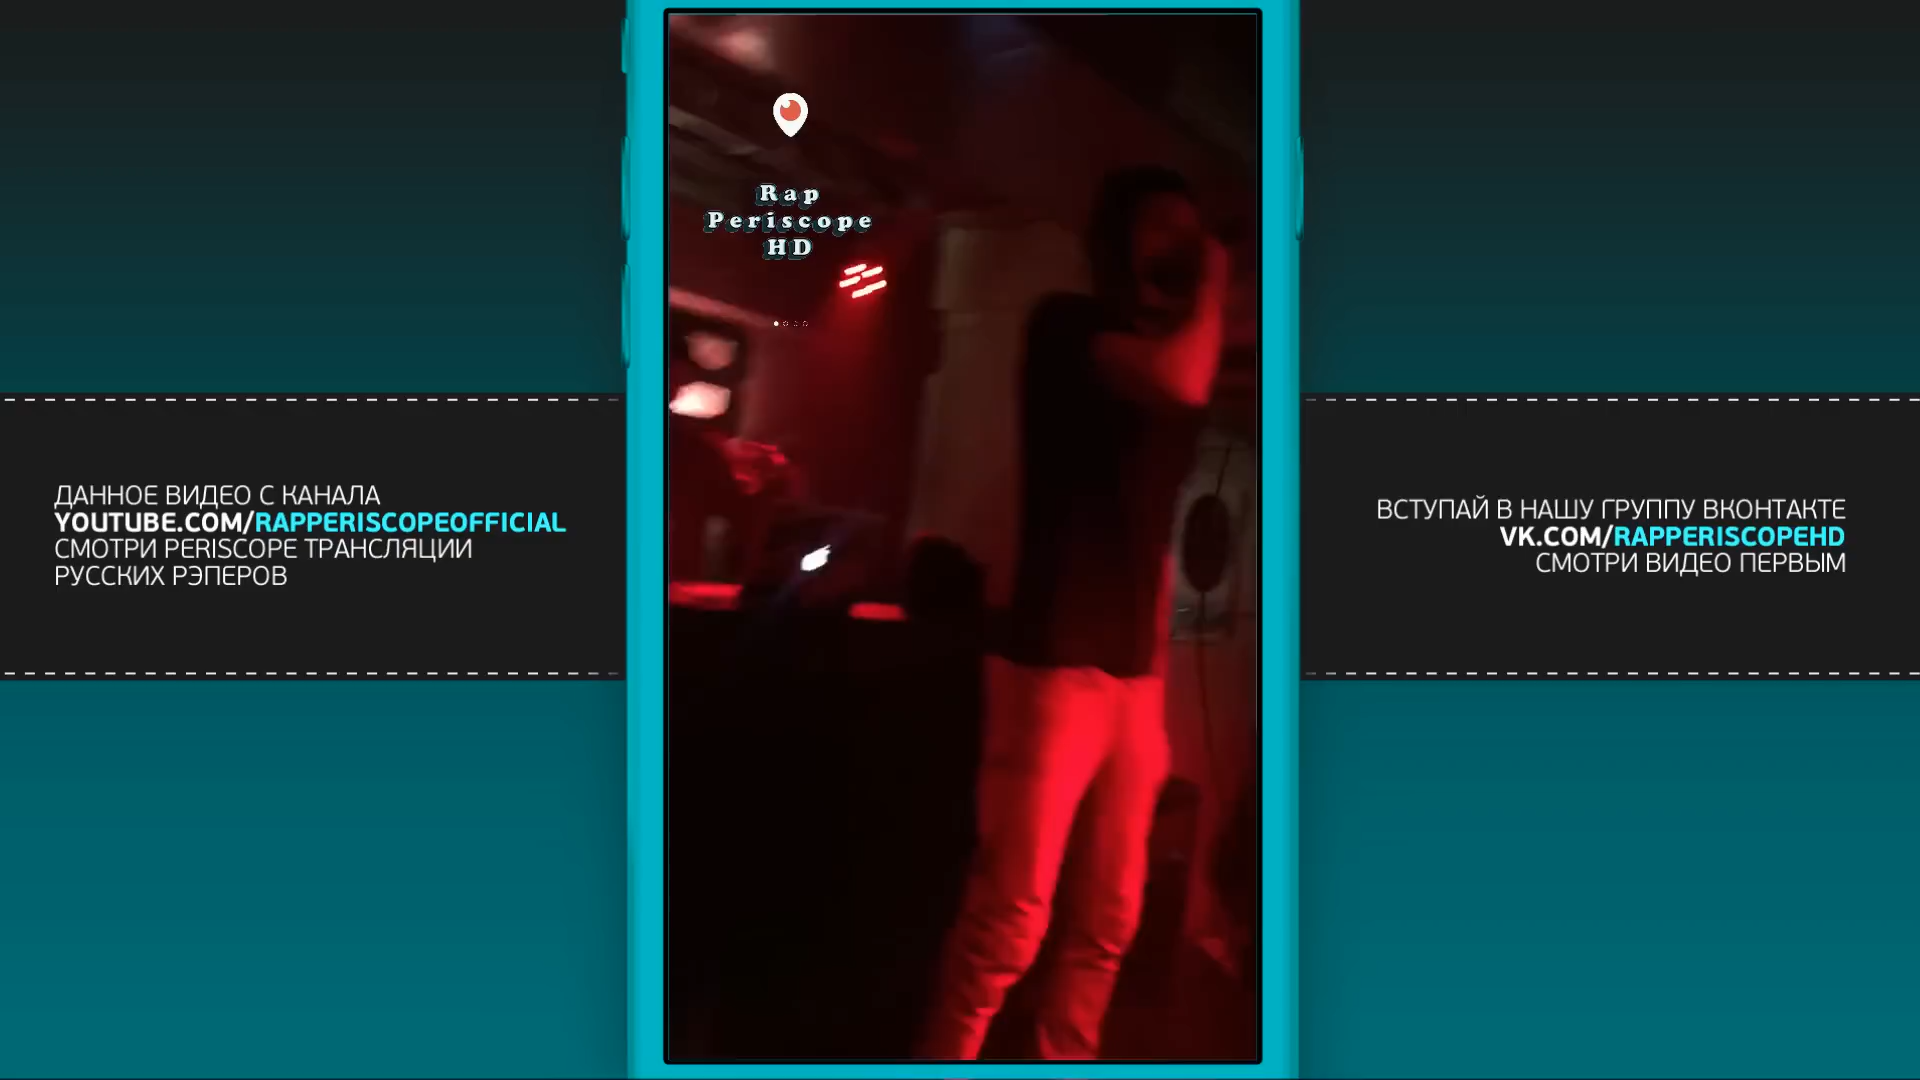 Rap
Periscope
HD
ДАННОЕ ВИДЕО С КАНАЛА
YOUTUBE.COM/RAPPERISCOPEOFFICIAL
СМОТРИ PERISCOPE ТРАНСЛЯЦИИ
РУССКИХ РЭПЕРОВ
ВСТУПАЙ В НАШУ ГРУППУ ВКОНТАКТЕ
VK.COM/RAPPERISCOPEHD
СМОТРИ ВИДЕО ПЕРВЫМ